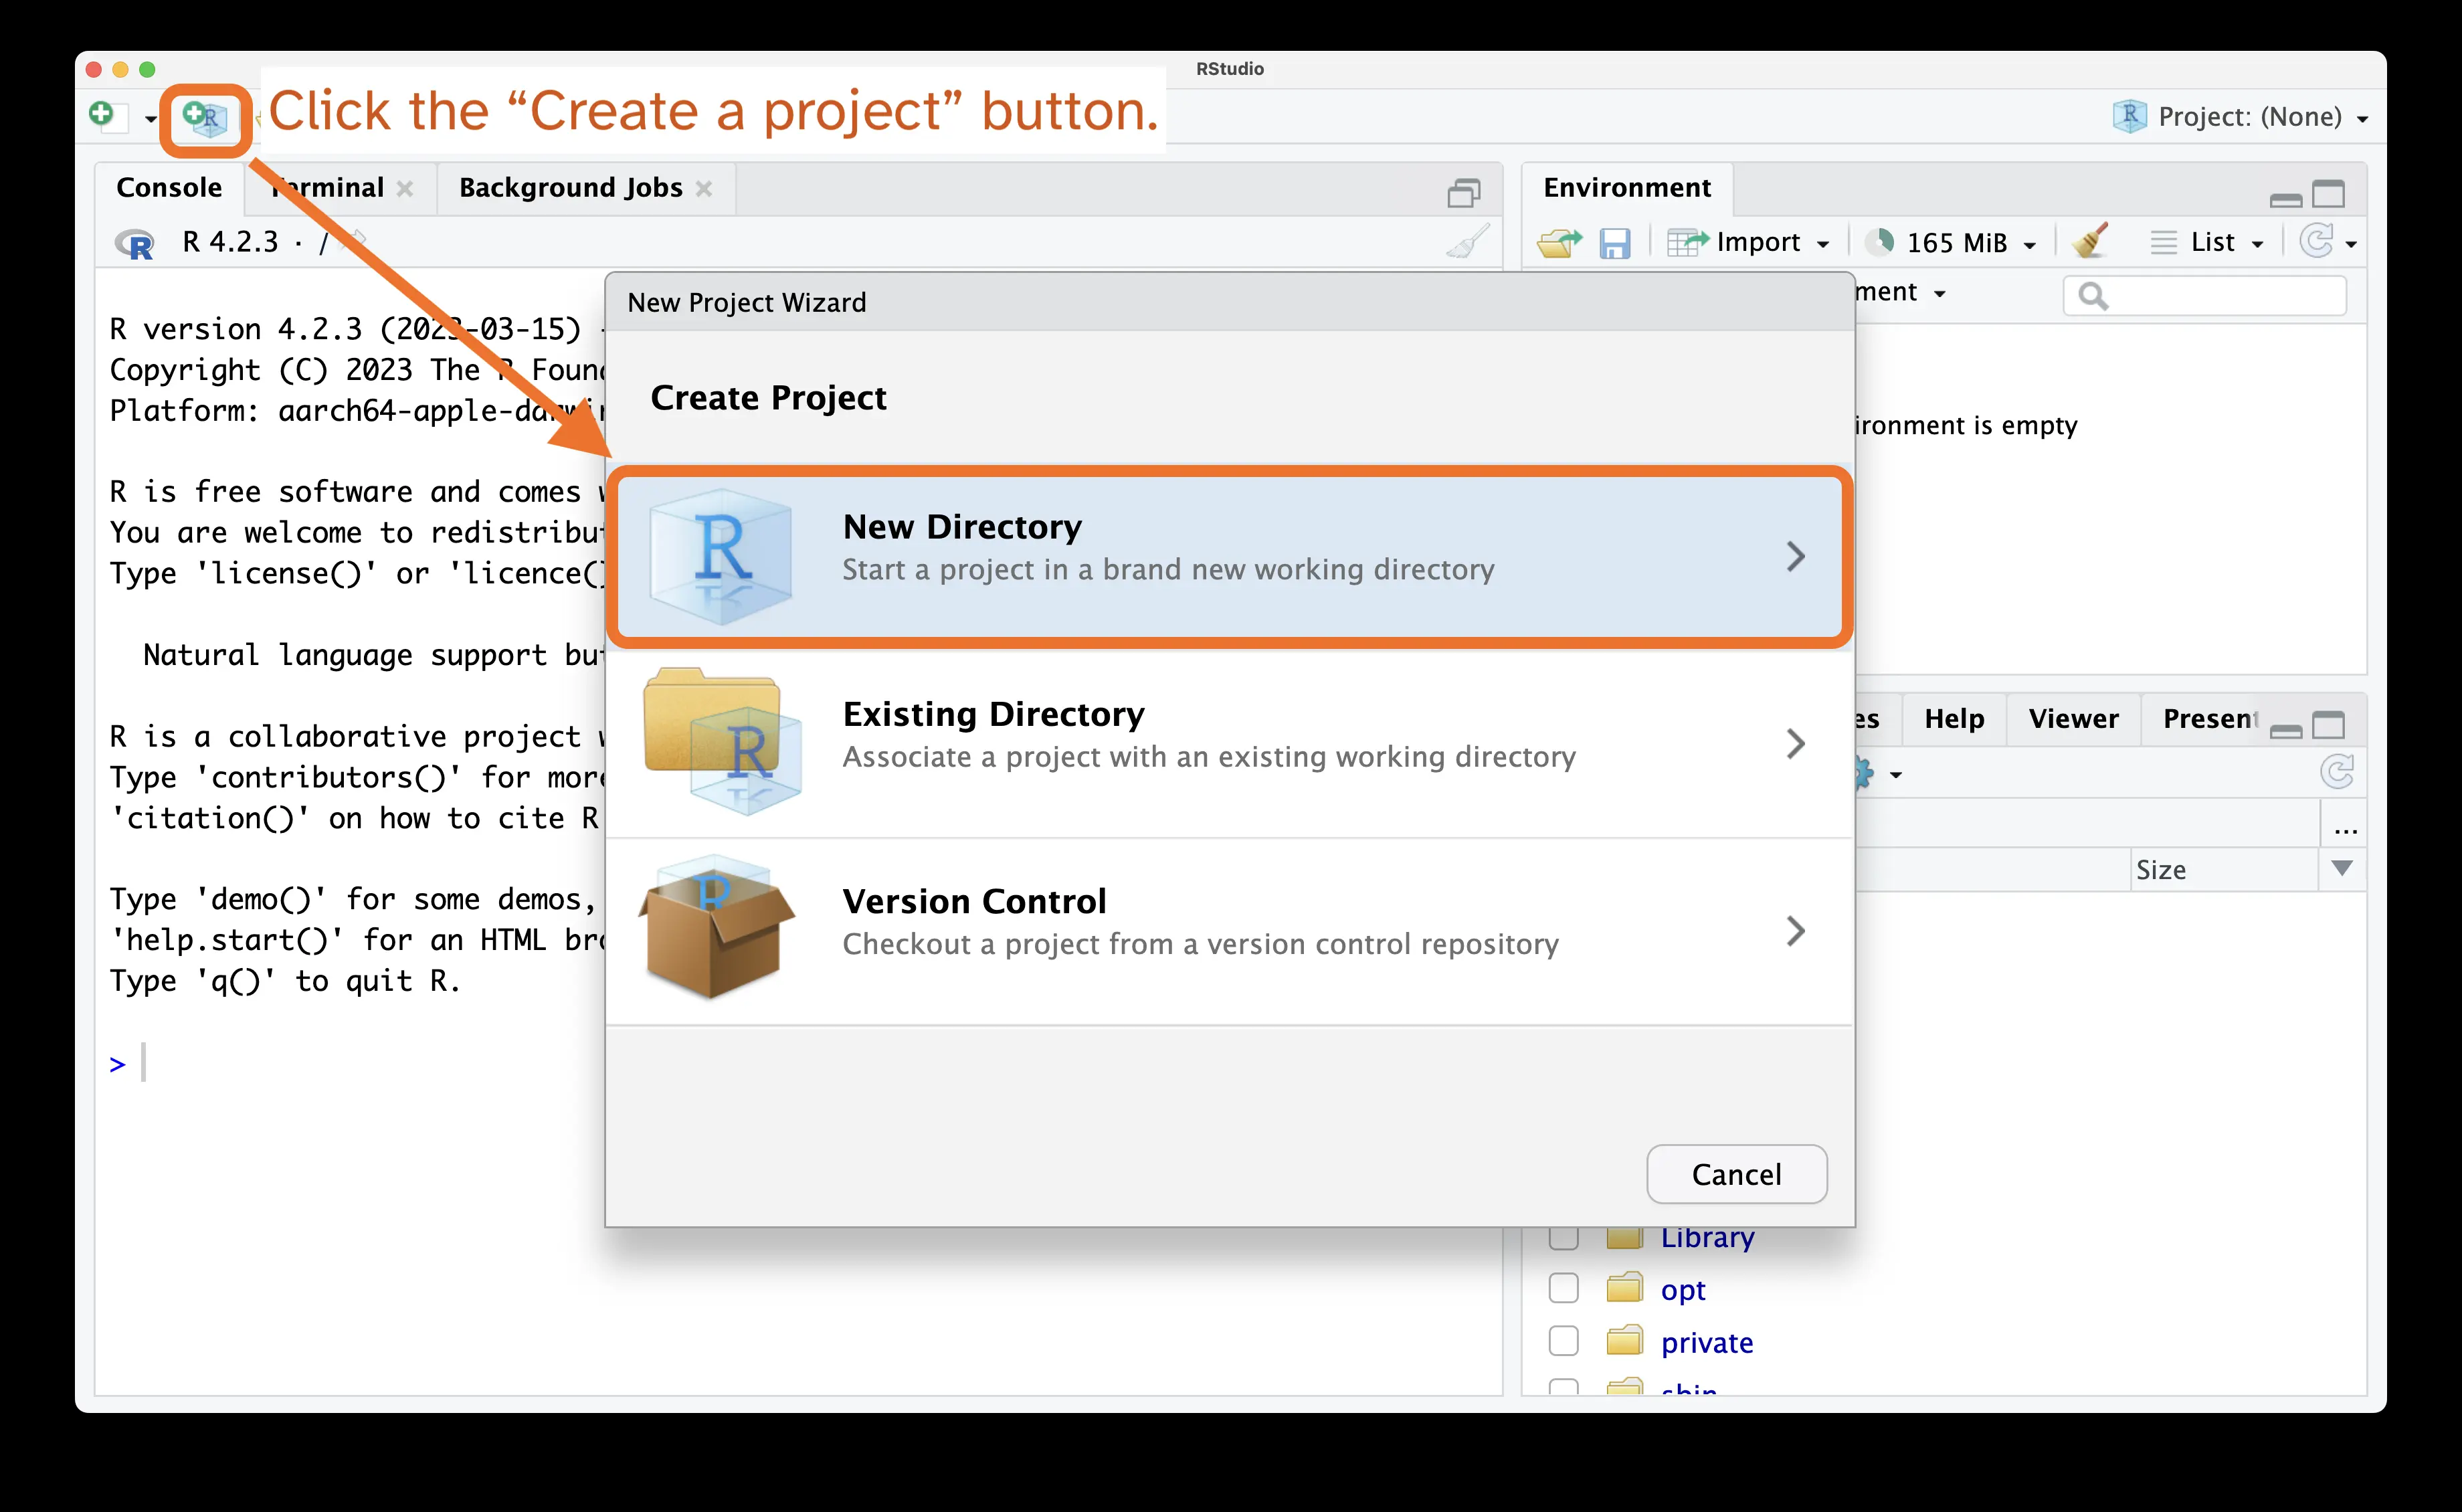 RStudio
Click the “Create a project” button.
Project: (None)
Console
Terminal
Background Jobs
Environment
R 4.2.3 · /
Import
165 MiB
List
R version 4.2.3 (2023-03-15) -
Copyright (C) 2023 The R Foun
Platform: aarch64-apple-darwin
R is free software and comes w
You are welcome to redistribut
Type 'license()' or 'licence()
Natural language support but
R is a collaborative project w
Type 'contributors()' for more
'citation()' on how to cite R
Type 'demo()' for some demos,
'help.start()' for an HTML bro
Type 'q()' to quit R.
>
New Project Wizard
Create Project
New Directory
Start a project in a brand new working directory
Existing Directory
Associate a project with an existing working directory
Version Control
Checkout a project from a version control repository
Cancel
ment
ironment is empty
es
Help
Viewer
Present
...
Size
Library
opt
private
sbin